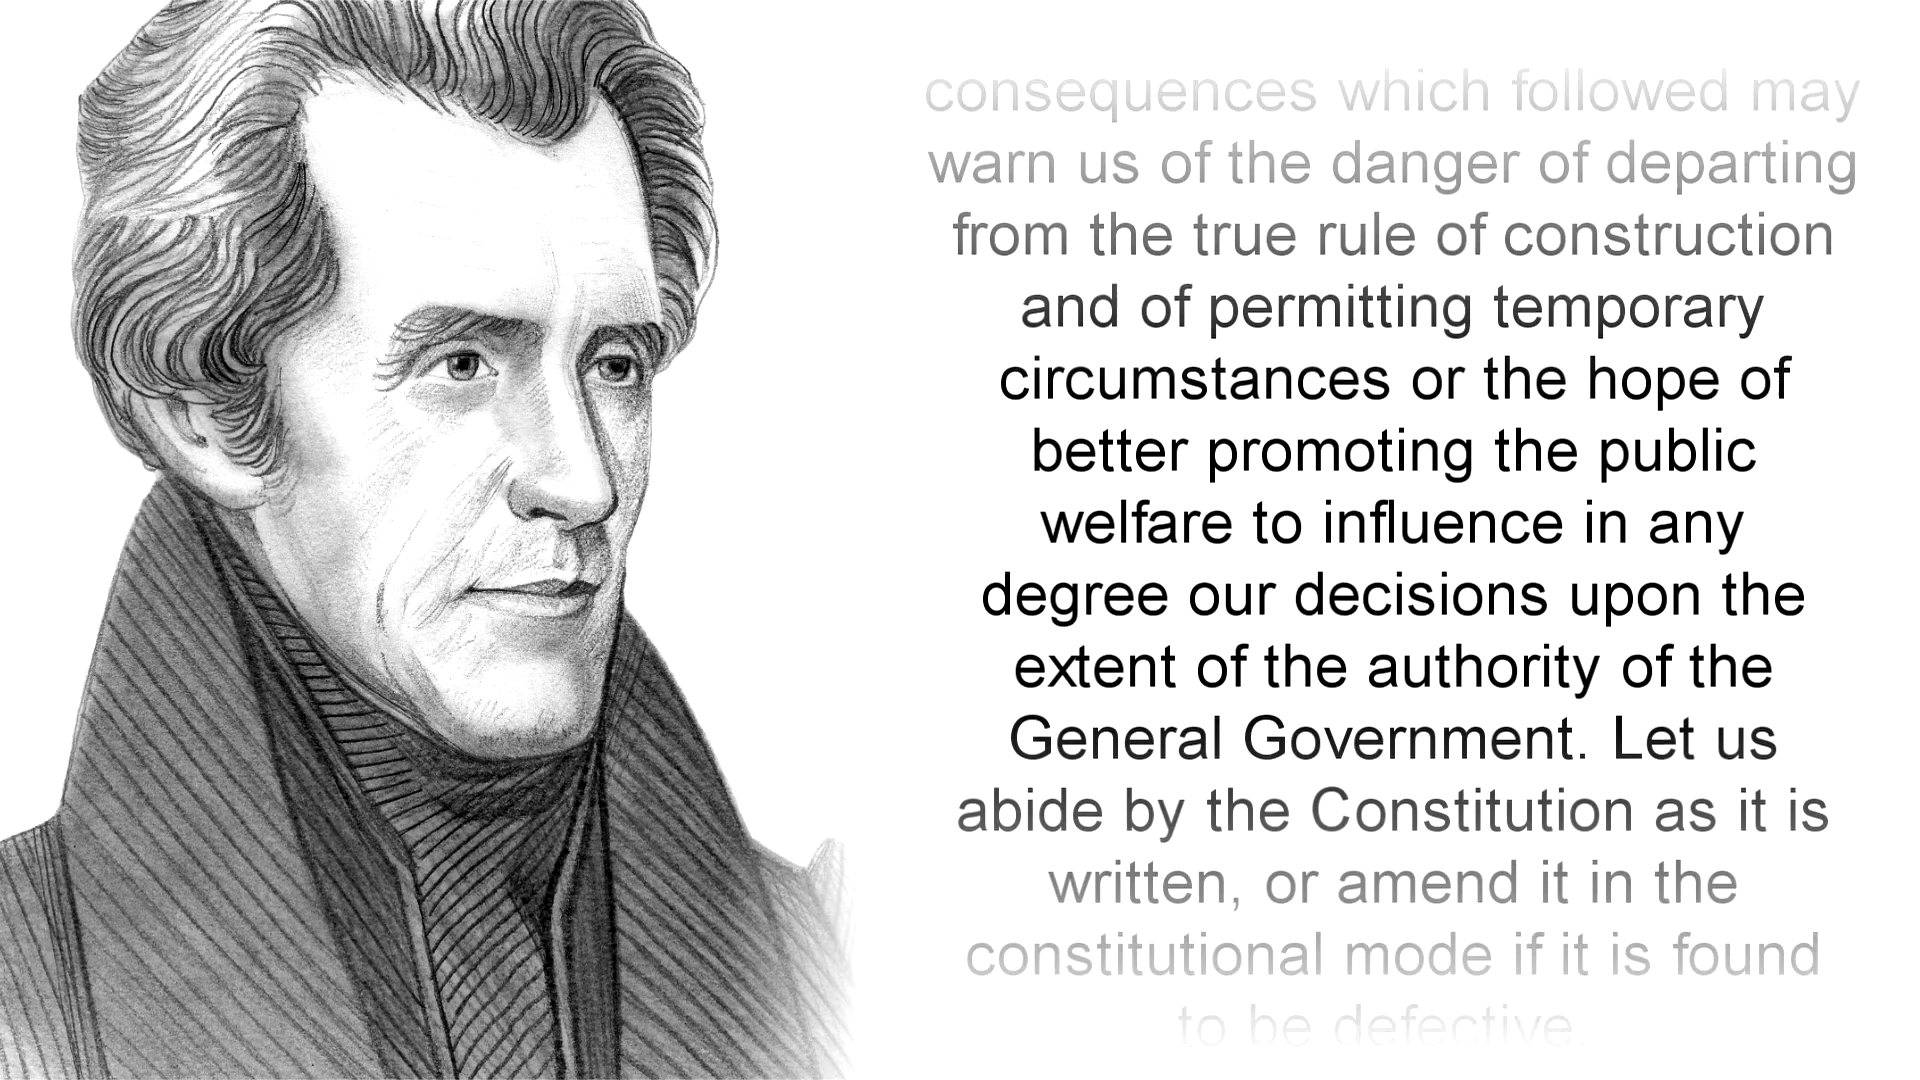 consequences which followed may
warn us of the danger of departing
from the true rule of construction
and of permitting temporary
circumstances or the hope of
better promoting the public
welfare to influence in any
degree our decisions upon the
extent of the authority of the
General Government. Let us
abide by the Constitution as it is
written, or amend it in the
constitutional mode if it is found
to be defective.